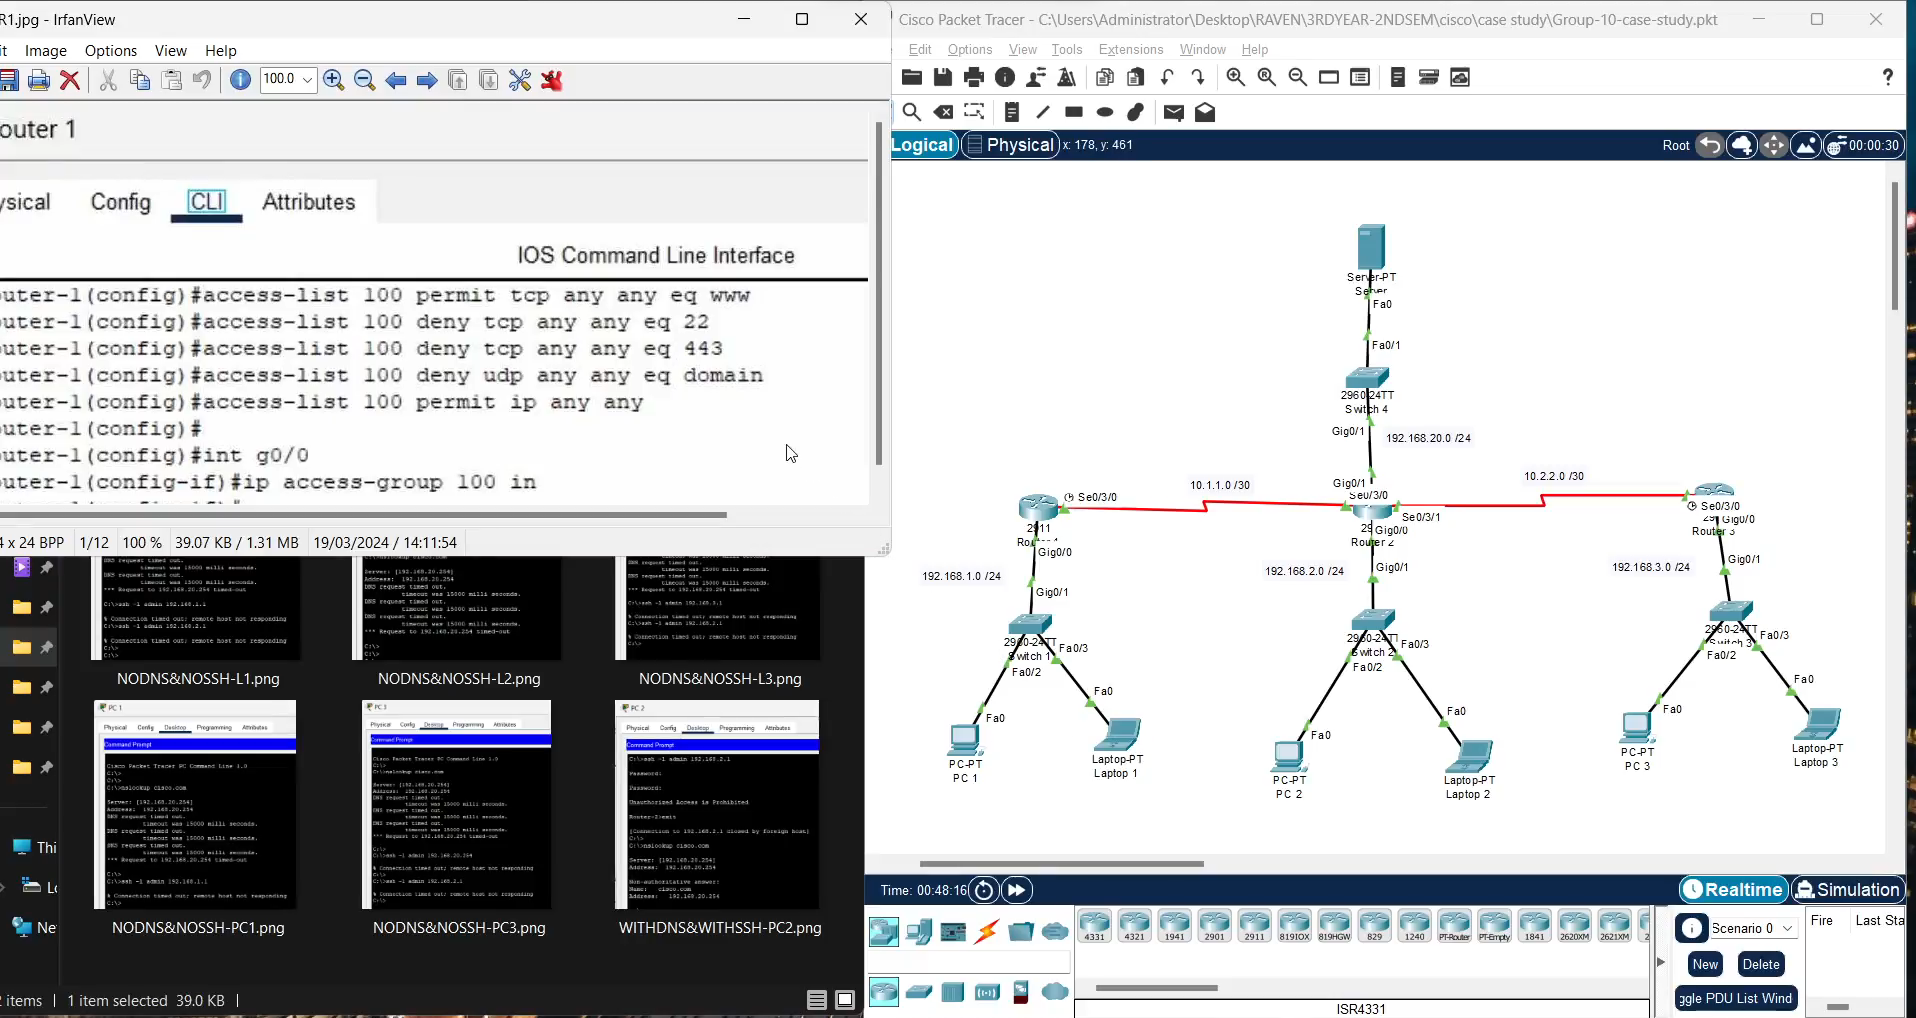 R1.jpg - IrfanView
it Image Options View Help
100.0
outer 1
ysical Config CLI Attributes
IOS Command Line Interface
outer-1(config)#access-list 100 permit tcp any any eq www
outer-1(config)#access-list 100 deny tcp any any eq 22
outer-1(config)#access-list 100 deny tcp any any eq 443
outer-1(config)#access-list 100 deny udp any any eq domain
outer-1(config)#access-list 100 permit ip any any
outer-1(config)#
outer-1(config)#int g0/0
outer-1(config-if)#ip access-group 100 in
4 x 24 BPP 1/12 100 % 39.07 KB / 1.31 MB 19/03/2024 / 14:11:54
NODNS&NOSSH-L1.png NODNS&NOSSH-L2.png NODNS&NOSSH-L3.png
NODNS&NOSSH-PC1.png NODNS&NOSSH-PC3.png WITHDNS&WITHSSH-PC2.png
Thi
Lo
Ne
2 items 1 item selected 39.0 KB
Cisco Packet Tracer - C:\Users\Administrator\Desktop\RAVEN\3RDYEAR-2NDSEM\cisco\case study\Group-10-case-study.pkt
Edit Options View Tools Extensions Window Help
Logical Physical x: 178, y: 461 Root 00:00:30
Server-PT
Server
Fa0
Fa0/1
2960-24TT
Switch 4
Gig0/1 192.168.20.0 /24
10.1.1.0 /30 10.2.2.0 /30
Gig0/1
Se0/3/0 Se0/3/0 Se0/3/1 Se0/3/0
2911 Gig0/0 Gig0/0
Router 2 Router 3
Gig0/0 Gig0/1 Gig0/1
192.168.1.0 /24 192.168.2.0 /24 192.168.3.0 /24
Gig0/1
2960-24TT 2960-24TT 2960-24TT
Switch 1 Switch 2 Switch 3
Fa0/3 Fa0/3 Fa0/3
Fa0/2 Fa0/2 Fa0/2
Fa0 Fa0 Fa0 Fa0 Fa0 Fa0
PC-PT
PC 1
Laptop-PT
Laptop 1
PC-PT
PC 2
Laptop-PT
Laptop 2
PC-PT
PC 3
Laptop-PT
Laptop 3
Time: 00:48:16 Realtime Simulation
4331 4321 1941 2901 2911 819IOX 819HGW 829 1240 PT-Router PT-Empty 1841 2620XM 2621XM
ISR4331
Scenario 0
New Delete
ggle PDU List Wind
Fire Last Sta